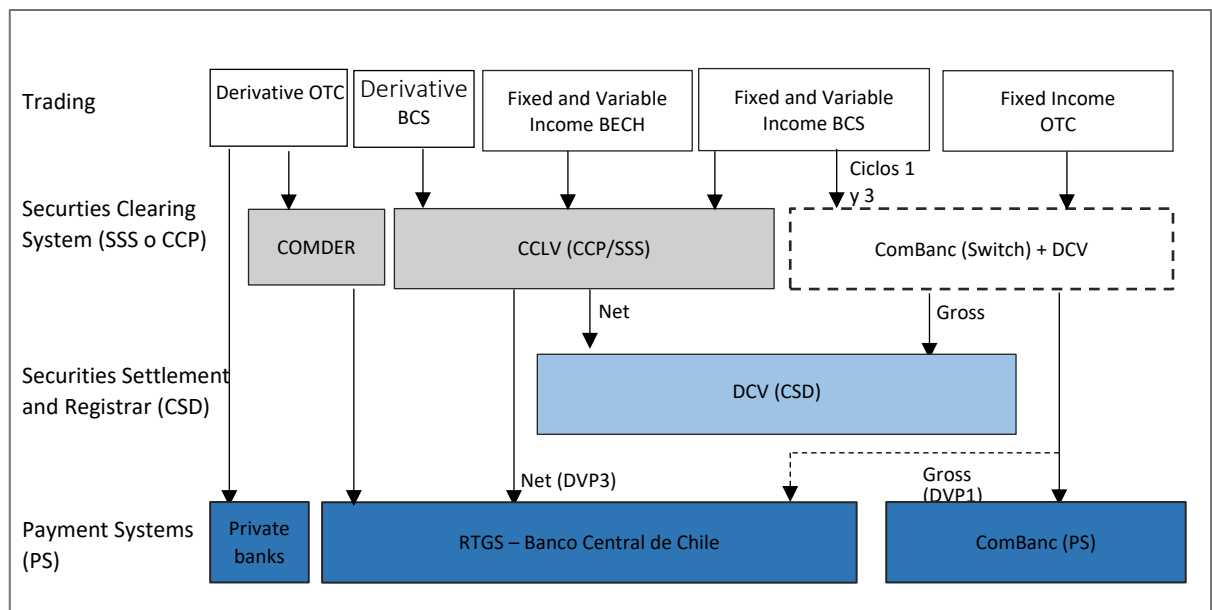 Trading
Derivative OTC
Derivative
BCS
Fixed and Variable
Income BECH
Fixed and Variable
Income BCS
Fixed Income
OTC
Ciclos 1
y 3
Securties Clearing
System (SSS o CCP)
COMDER
CCLV (CCP/SSS)
ComBanc (Switch) + DCV
Net
Gross
Securities Settlement
and Registrar (CSD)
DCV (CSD)
Net (DVP3)
Gross
(DVP1)
Payment Systems
(PS)
Private
banks
RTGS – Banco Central de Chile
ComBanc (PS)